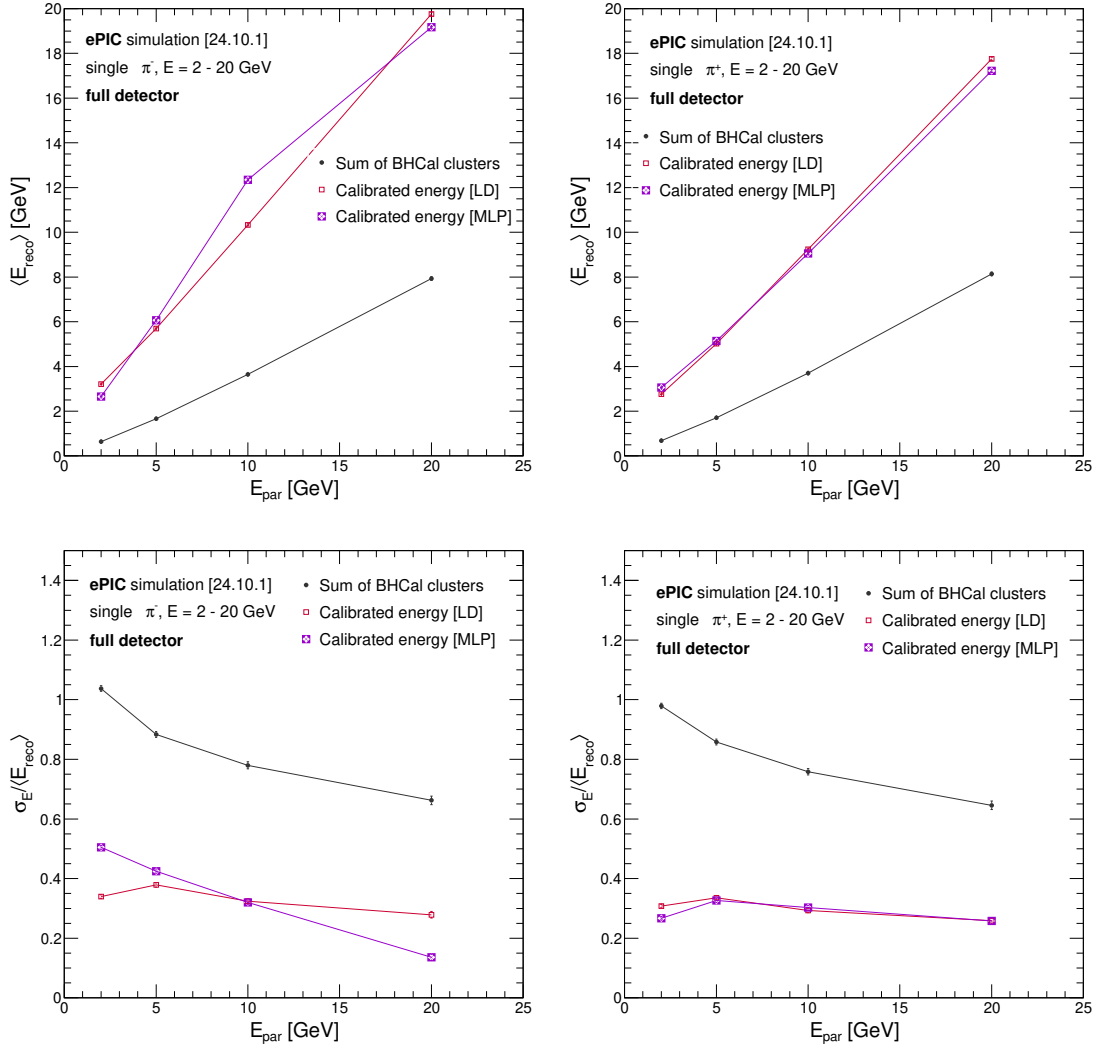 ePIC simulation [24.10.1]
single π-, E = 2 - 20 GeV
full detector
Sum of BHCal clusters
Calibrated energy [LD]
Calibrated energy [MLP]
20
18
16
14
12
10
8
6
4
2
0
⟨E_reco⟩ [GeV]
0 5 10 15 20 25
E_par [GeV]
ePIC simulation [24.10.1]
single π+, E = 2 - 20 GeV
full detector
Sum of BHCal clusters
Calibrated energy [LD]
Calibrated energy [MLP]
20
18
16
14
12
10
8
6
4
2
0
⟨E_reco⟩ [GeV]
0 5 10 15 20 25
E_par [GeV]
ePIC simulation [24.10.1]
single π-, E = 2 - 20 GeV
full detector
Sum of BHCal clusters
Calibrated energy [LD]
Calibrated energy [MLP]
1.4
1.2
1
0.8
0.6
0.4
0.2
0
σ_E/⟨E_reco⟩
0 5 10 15 20 25
E_par [GeV]
ePIC simulation [24.10.1]
single π+, E = 2 - 20 GeV
full detector
Sum of BHCal clusters
Calibrated energy [LD]
Calibrated energy [MLP]
1.4
1.2
1
0.8
0.6
0.4
0.2
0
σ_E/⟨E_reco⟩
0 5 10 15 20 25
E_par [GeV]